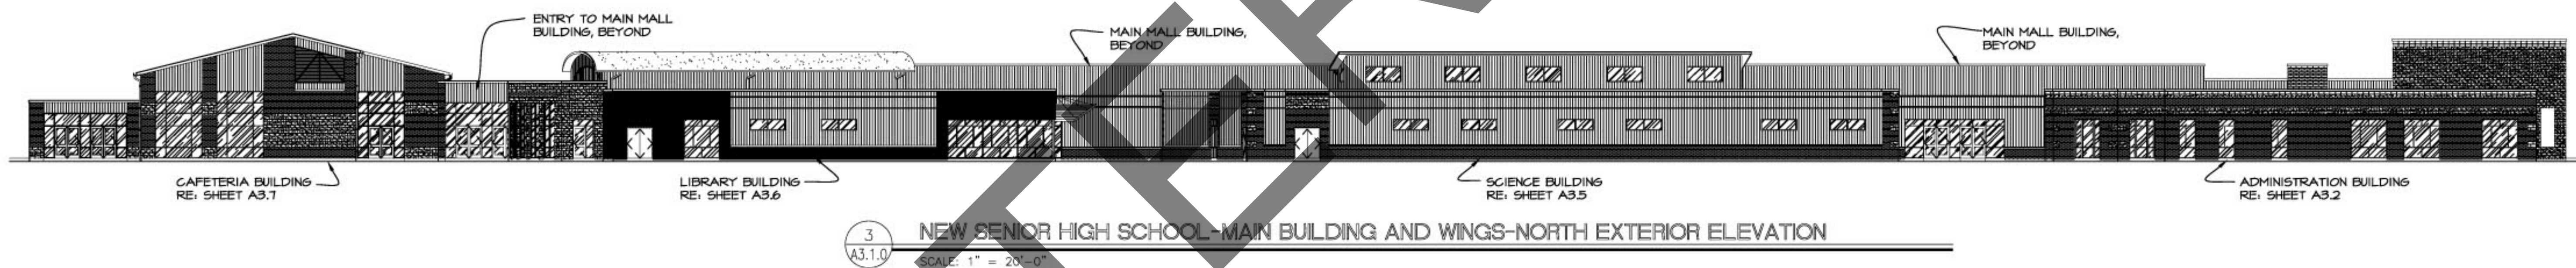 ENTRY TO MAIN MALL
BUILDING, BEYOND
MAIN MALL BUILDING,
BEYOND
MAIN MALL BUILDING,
BEYOND
CAFETERIA BUILDING
RE: SHEET A3.7
LIBRARY BUILDING
RE: SHEET A3.6
SCIENCE BUILDING
RE: SHEET A3.5
ADMINISTRATION BUILDING
RE: SHEET A3.2
3
A3.1.0
NEW SENIOR HIGH SCHOOL-MAIN BUILDING AND WINGS-NORTH EXTERIOR ELEVATION
SCALE: 1" = 20'-0"